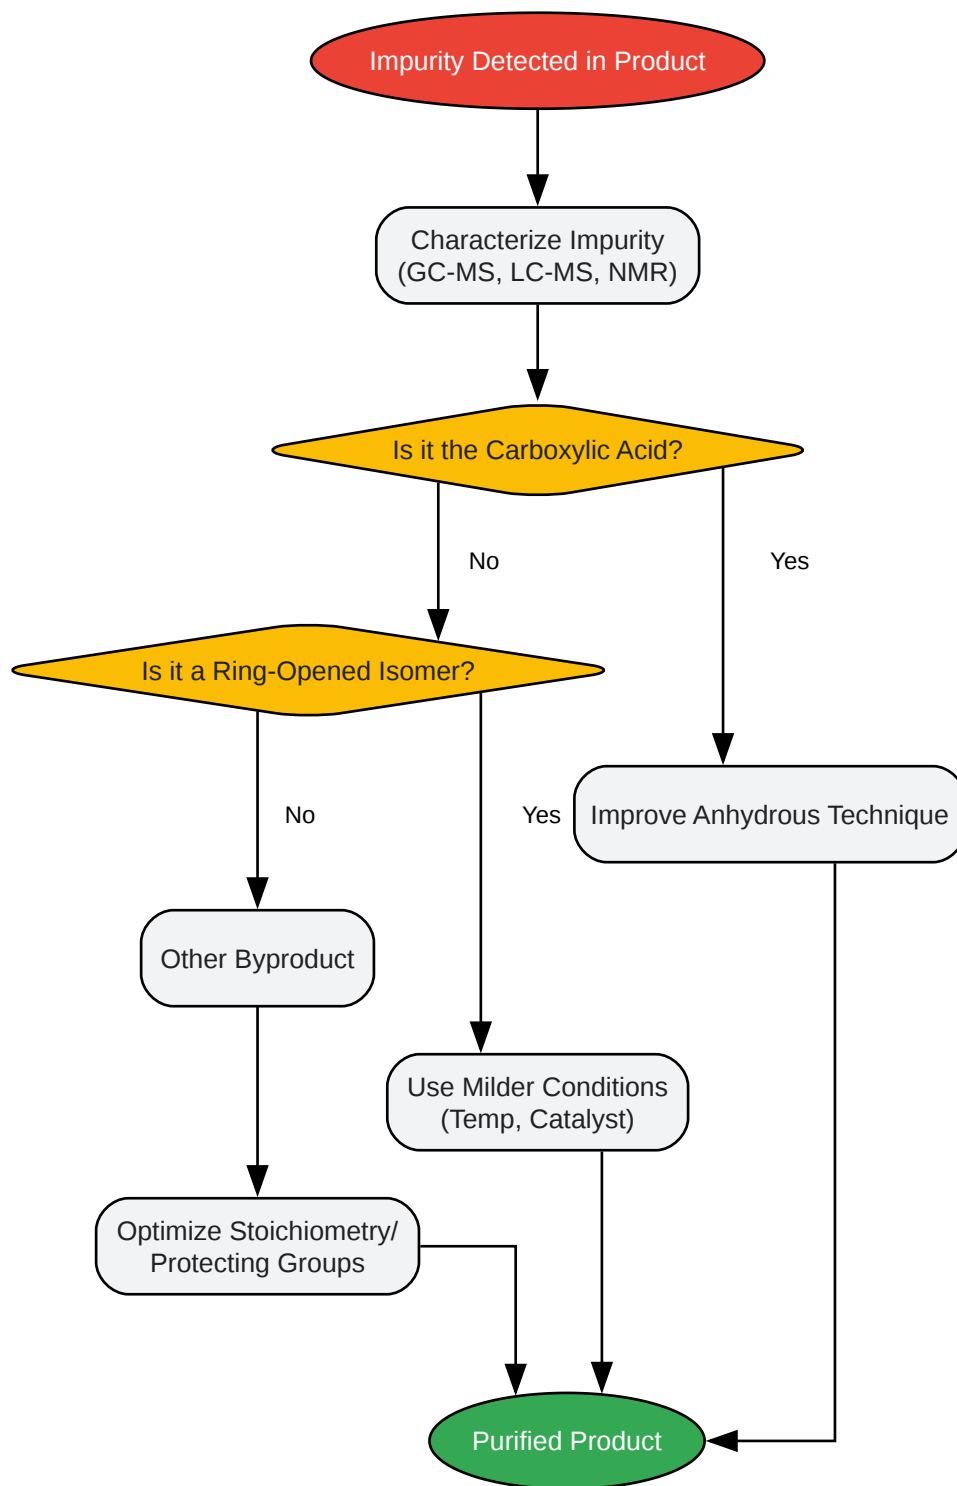 Impurity Detected in Product
Characterize Impurity
(GC-MS, LC-MS, NMR)
Is it the Carboxylic Acid?
No
Yes
Is it a Ring-Opened Isomer?
No
Yes
Improve Anhydrous Technique
Other Byproduct
Use Milder Conditions
(Temp, Catalyst)
Optimize Stoichiometry/
Protecting Groups
Purified Product